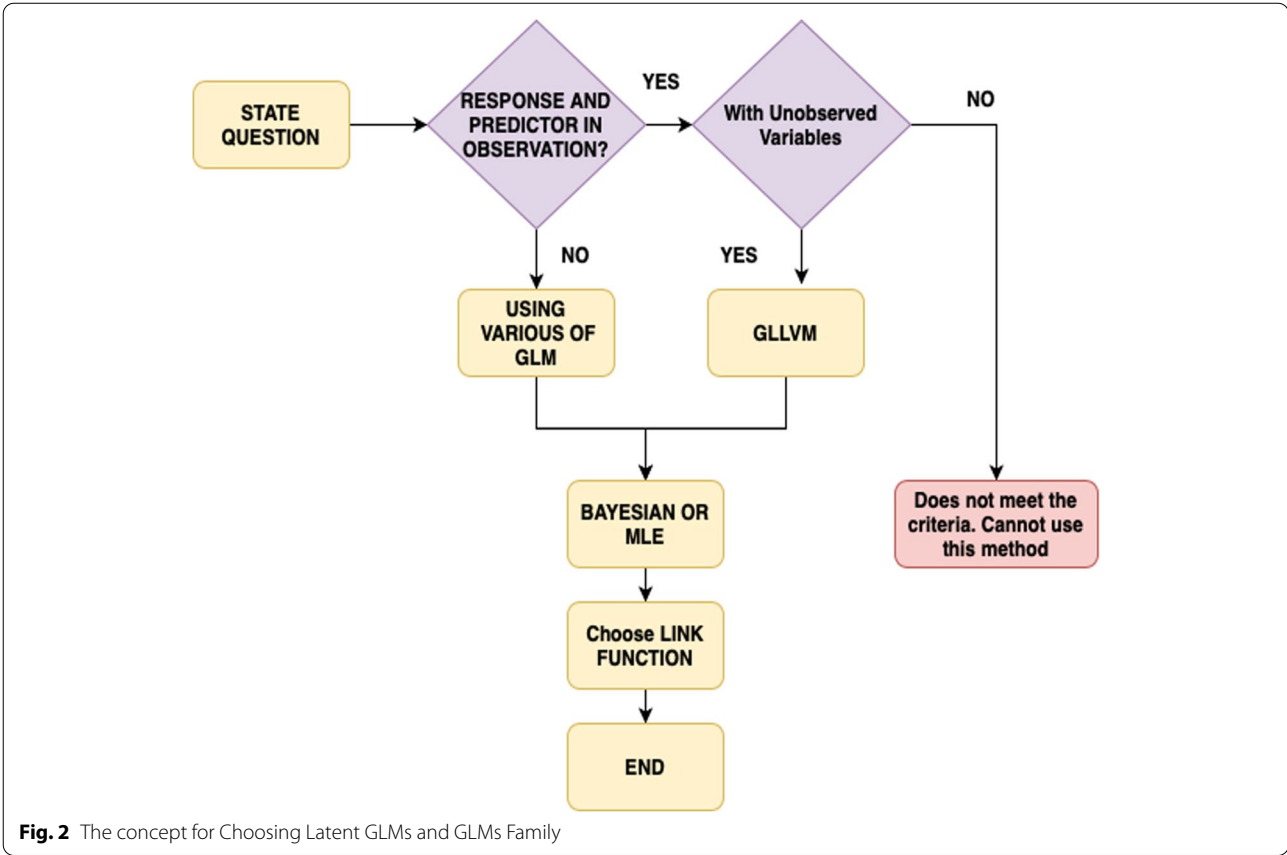 STATE
QUESTION
RESPONSE AND
PREDICTOR IN
OBSERVATION?
YES
With Unobserved
Variables
NO
NO
YES
USING
VARIOUS OF
GLM
GLLVM
BAYESIAN OR
MLE
Does not meet the
criteria. Cannot use
this method
Choose LINK
FUNCTION
END
Fig. 2 The concept for Choosing Latent GLMs and GLMs Family